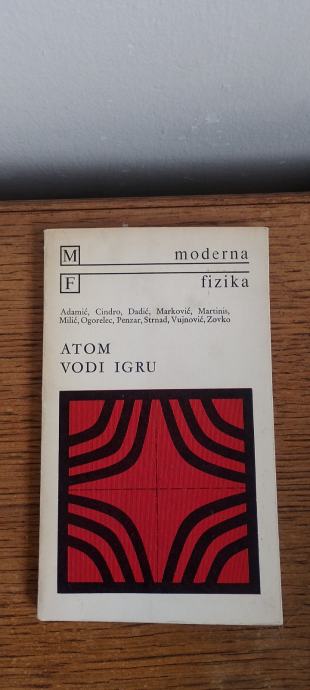 M moderna
F fizika
Adamić, Cindro, Dadić, Marković, Martinis,
Milić, Ogorelec, Penzar, Strnad, Vujnović, Zovko
ATOM
VODI IGRU